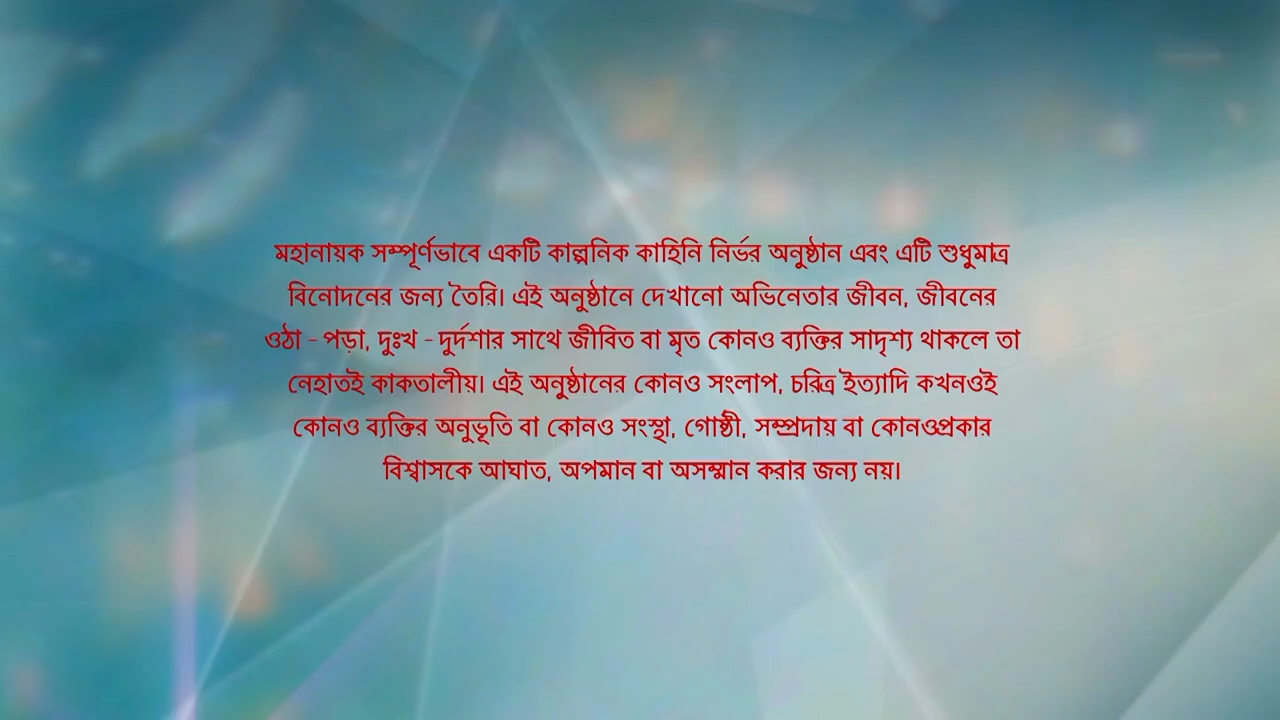 মহানায়ক সম্পূর্ণভাবে একটি কাল্পনিক কাহিনি নির্ভর অনুষ্ঠান এবং এটি শুধুমাত্র
বিনোদনের জন্য তৈরি। এই অনুষ্ঠানে দেখানো অভিনেতার জীবন, জীবনের
ওঠা - পড়া, দুঃখ - দুর্দশার সাথে জীবিত বা মৃত কোনও ব্যক্তির সাদৃশ্য থাকলে তা
নেহাতই কাকতালীয়। এই অনুষ্ঠানের কোনও সংলাপ, চরিত্র ইত্যাদি কখনওই
কোনও ব্যক্তির অনুভূতি বা কোনও সংস্থা, গোষ্ঠী, সম্প্রদায় বা কোনওপ্রকার
বিশ্বাসকে আঘাত, অপমান বা অসম্মান করার জন্য নয়।